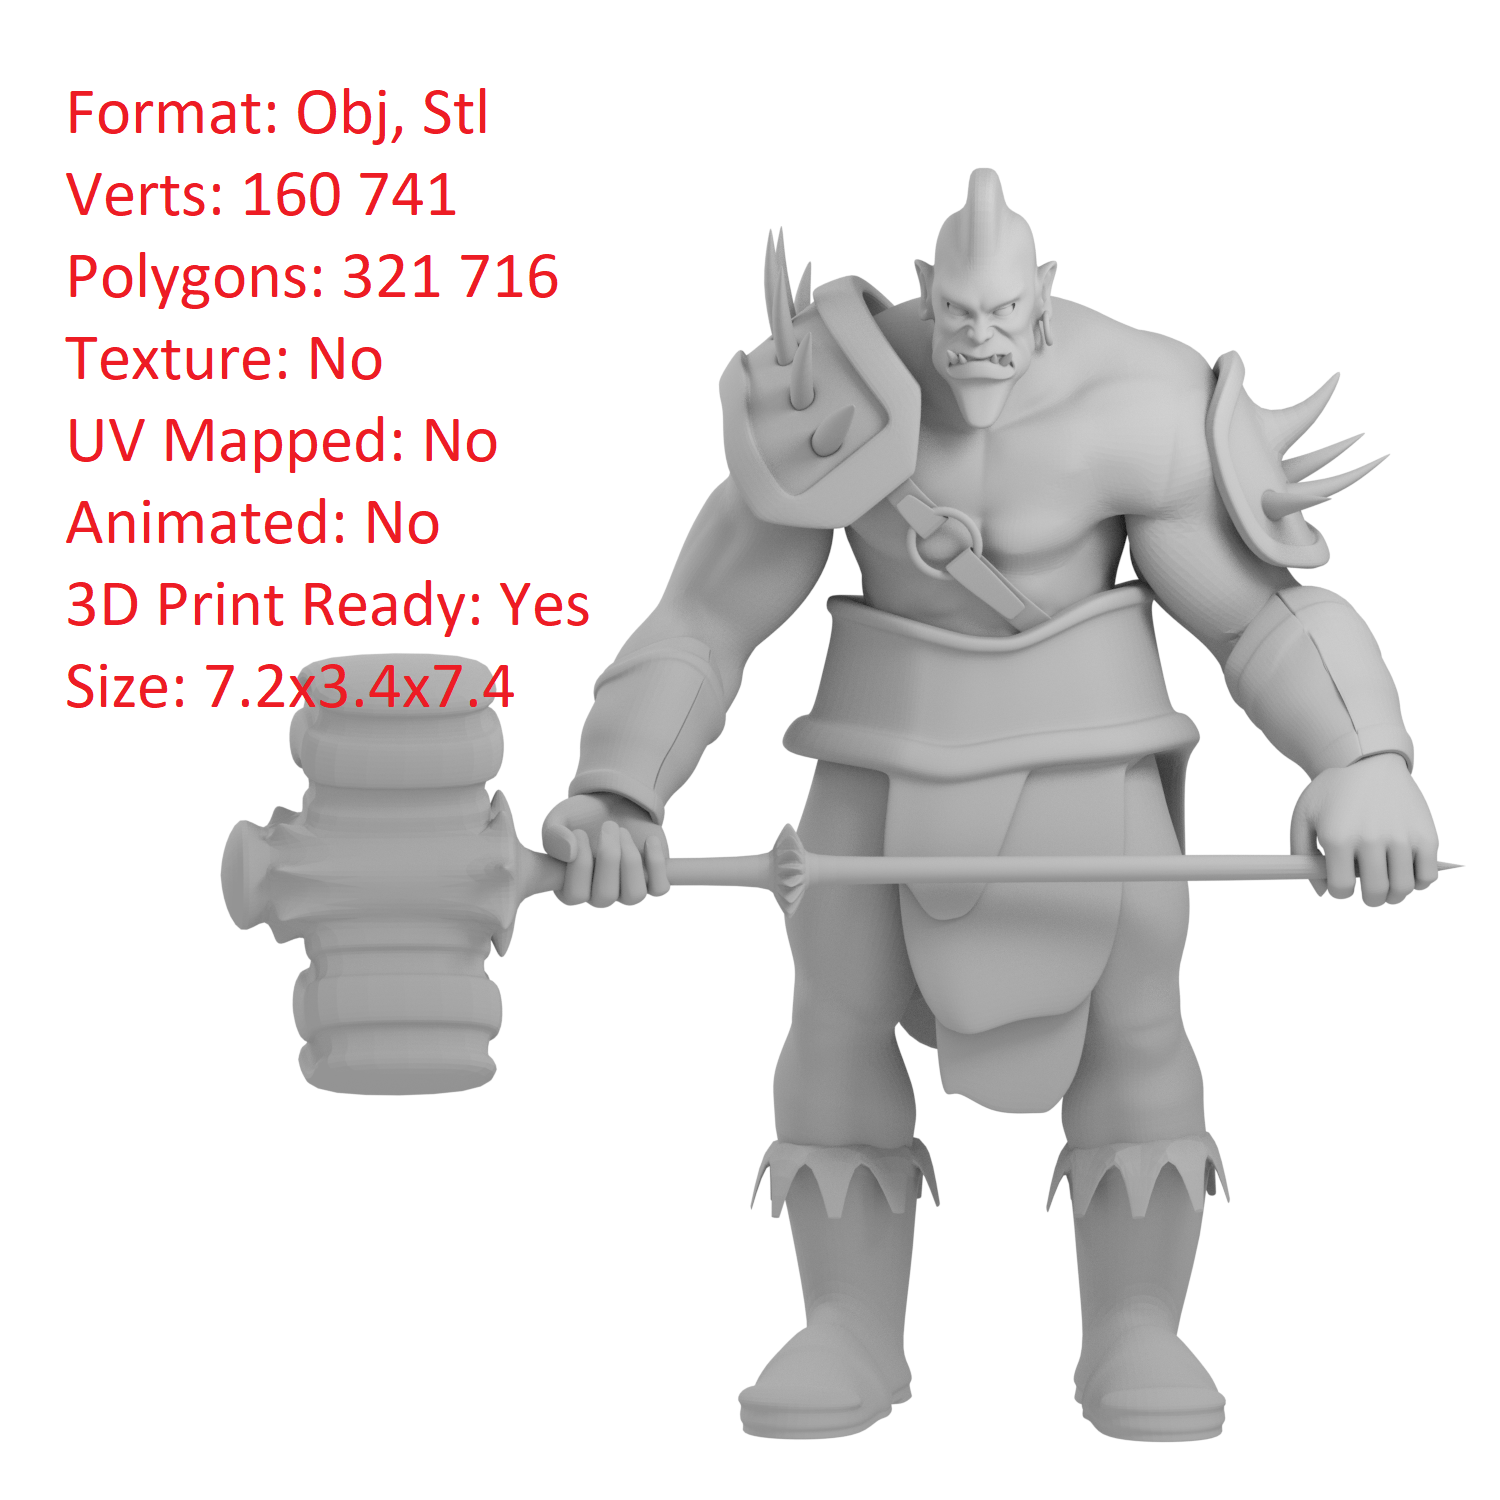 Format: Obj, Stl
Verts: 160 741
Polygons: 321 716
Texture: No
UV Mapped: No
Animated: No
3D Print Ready: Yes
Size: 7.2x3.4x7.4